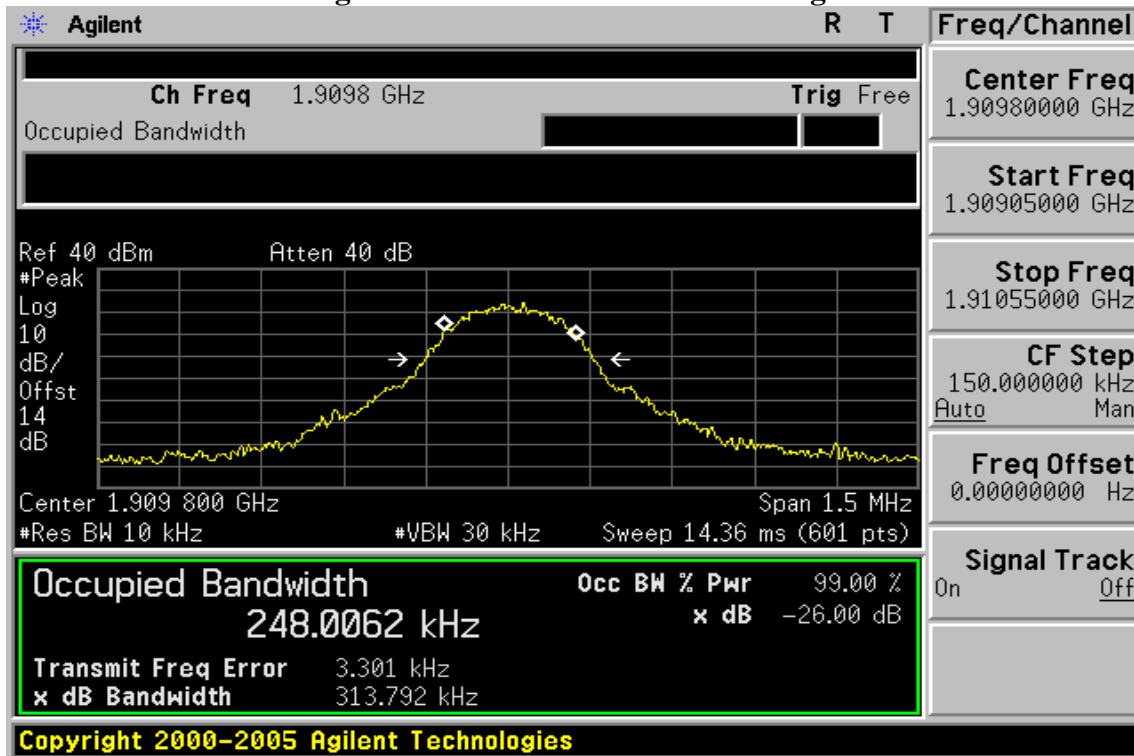 Agilent R T Freq/Channel
Ch Freq 1.9098 GHz Trig Free
Occupied Bandwidth
Center Freq
1.90980000 GHz
Start Freq
1.90905000 GHz
Stop Freq
1.91055000 GHz
CF Step
150.000000 kHz
Auto Man
Freq Offset
0.00000000 Hz
Signal Track
On Off
Ref 40 dBm Atten 40 dB
#Peak
Log
10
dB/
Offst
14
dB
Center 1.909 800 GHz Span 1.5 MHz
#Res BW 10 kHz #VBW 30 kHz Sweep 14.36 ms (601 pts)
Occupied Bandwidth Occ BW % Pwr 99.00 %
248.0062 kHz x dB -26.00 dB
Transmit Freq Error 3.301 kHz
x dB Bandwidth 313.792 kHz
Copyright 2000-2005 Agilent Technologies